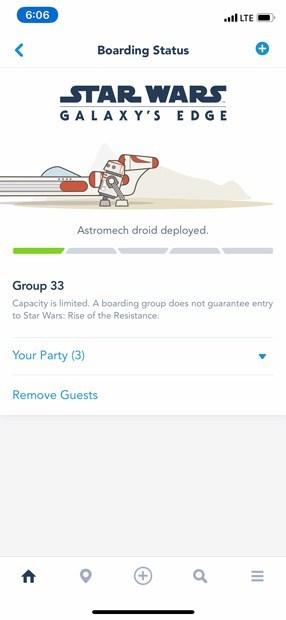 6:06
LTE
Boarding Status
STAR WARS
GALAXY'S EDGE
Astromech droid deployed.
Group 33
Capacity is limited. A boarding group does not guarantee entry
to Star Wars: Rise of the Resistance.
Your Party (3)
Remove Guests